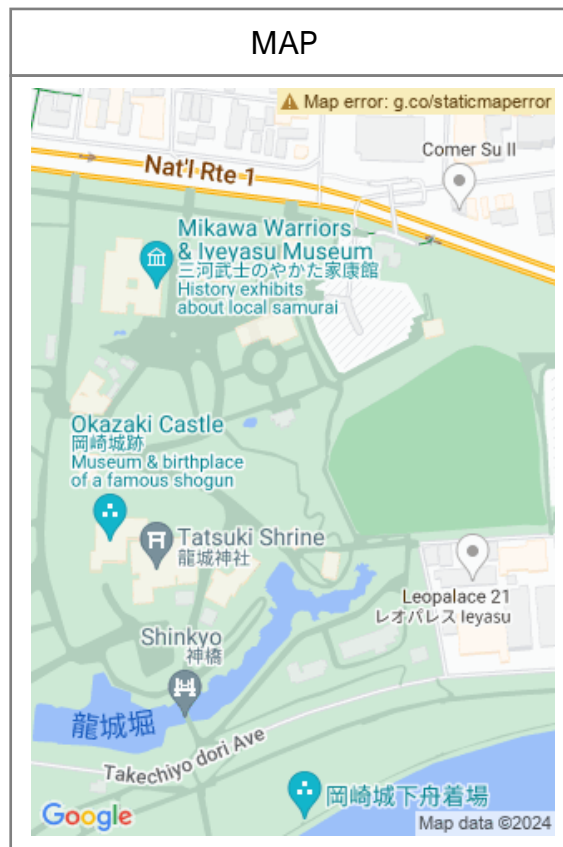 MAP
Map error: g.co/staticmaperror
Comer Su II
Nat'l Rte 1
Mikawa Warriors
& Iveyasu Museum
三河武士のやかた家康館
History exhibits
about local samurai
Okazaki Castle
岡崎城跡
Museum & birthplace
of a famous shogun
Tatsuki Shrine
龍城神社
Leopalace 21
レオパレス Ieyasu
Shinkyo
神橋
龍城堀
Takechiyo dori Ave
岡崎城下舟着場
Google
Map data ©2024